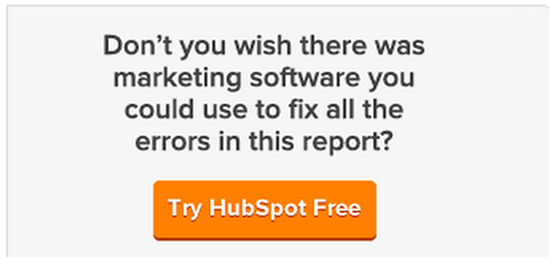 Don’t you wish there was
marketing software you
could use to fix all the
errors in this report?
Try HubSpot Free